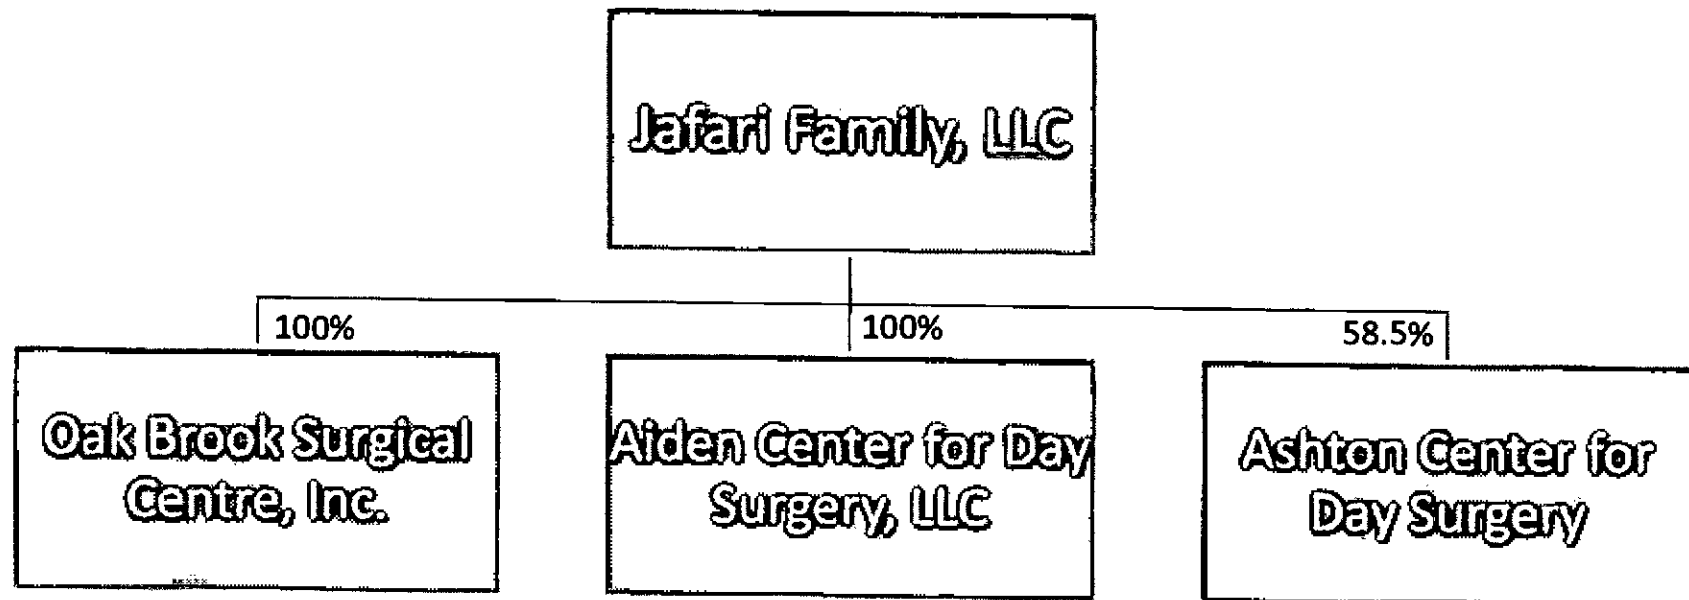 Jafari Family, LLC
100%
100%
58.5%
Oak Brook Surgical
Centre, Inc.
Aiden Center for Day
Surgery, LLC
Ashton Center for
Day Surgery